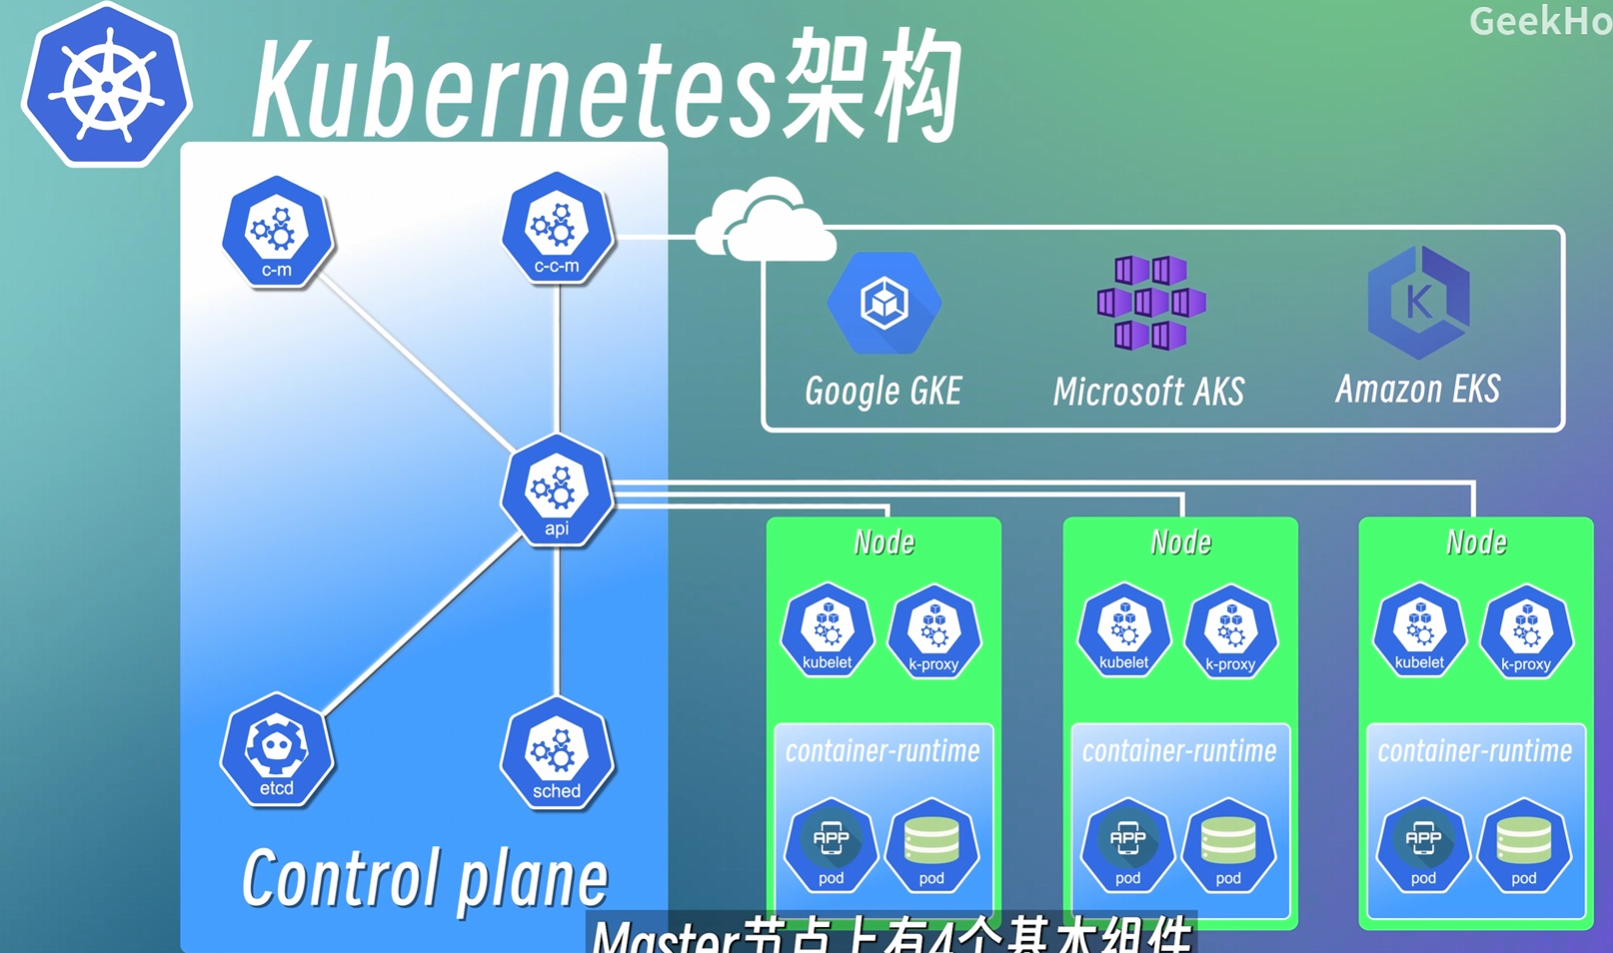 GeekHo
Kubernetes架构
c-m
c-c-m
Google GKE
Microsoft AKS
Amazon EKS
api
Node
Node
Node
kubelet
k-proxy
kubelet
k-proxy
kubelet
k-proxy
container-runtime
container-runtime
container-runtime
etcd
sched
APP
pod
pod
APP
pod
pod
APP
pod
pod
Control plane
Master节点上有4个基本组件